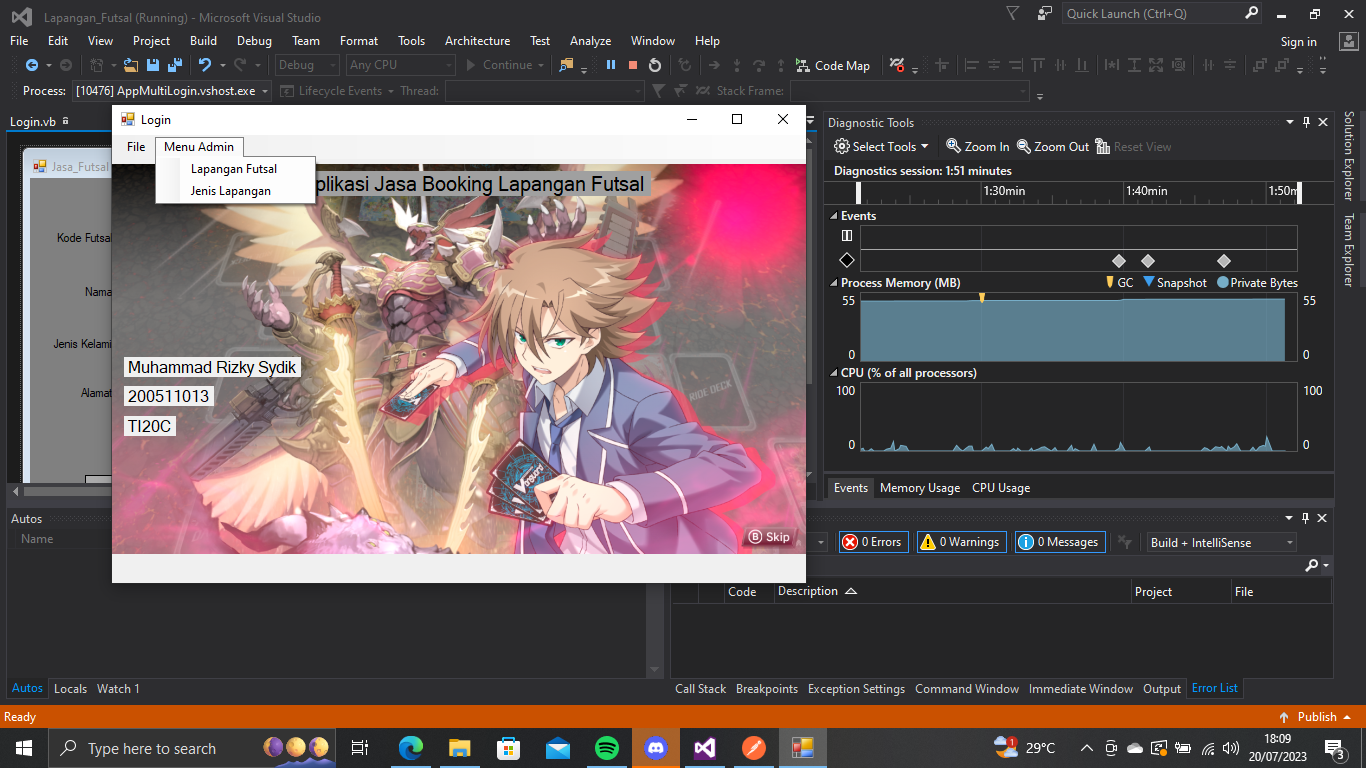 Lapangan_Futsal (Running) - Microsoft Visual Studio
Quick Launch (Ctrl+Q)
File Edit View Project Build Debug Team Format Tools Architecture Test Analyze Window Help
Sign in
Debug Any CPU Continue Code Map
Process: [10476] AppMultiLogin.vshost.exe Lifecycle Events Thread: Stack Frame:
Login.vb
Jasa_Futsal
Kode Futsal
Nama
Jenis Kelami
Alamat
Login
File Menu Admin
Lapangan Futsal
Jenis Lapangan
plikasi Jasa Booking Lapangan Futsal
Muhammad Rizky Sydik
200511013
TI20C
RIDE DECK
Vanguard
B Skip
Diagnostic Tools
Select Tools Zoom In Zoom Out Reset View
Diagnostics session: 1:51 minutes
1:30min 1:40min 1:50m
Events
Process Memory (MB) GC Snapshot Private Bytes
55 55
0 0
CPU (% of all processors)
100 100
0 0
Events Memory Usage CPU Usage
Solution Explorer
Team Explorer
Autos
Name
Autos Locals Watch 1
0 Errors 0 Warnings 0 Messages Build + IntelliSense
Code Description Project File
Call Stack Breakpoints Exception Settings Command Window Immediate Window Output Error List
Ready
Publish
Type here to search
1
29°C
18:09
20/07/2023
3